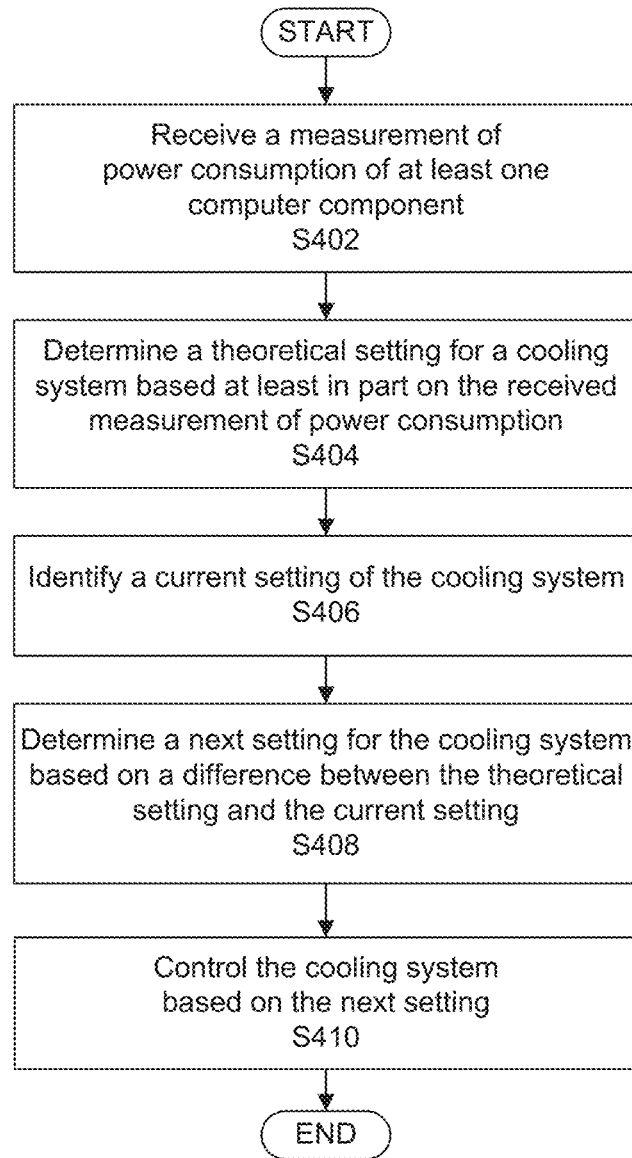 START
Receive a measurement of
power consumption of at least one
computer component
S402
Determine a theoretical setting for a cooling
system based at least in part on the received
measurement of power consumption
S404
Identify a current setting of the cooling system
S406
Determine a next setting for the cooling system
based on a difference between the theoretical
setting and the current setting
S408
Control the cooling system
based on the next setting
S410
END